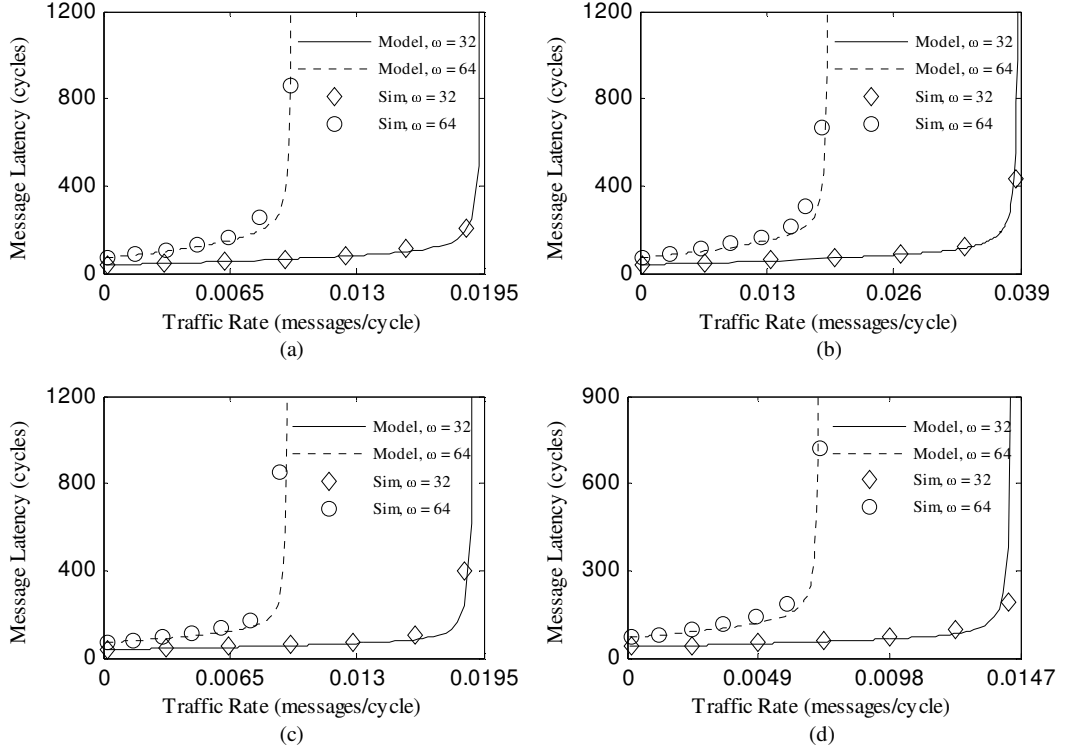 1200
800
400
0
Message Latency (cycles)
Model, ω = 32
Model, ω = 64
Sim, ω = 32
Sim, ω = 64
0 0.0065 0.013 0.0195
Traffic Rate (messages/cycle)
(a)
1200
800
400
0
Message Latency (cycles)
Model, ω = 32
Model, ω = 64
Sim, ω = 32
Sim, ω = 64
0 0.013 0.026 0.039
Traffic Rate (messages/cycle)
(b)
1200
800
400
0
Message Latency (cycles)
Model, ω = 32
Model, ω = 64
Sim, ω = 32
Sim, ω = 64
0 0.0065 0.013 0.0195
Traffic Rate (messages/cycle)
(c)
900
600
300
0
Message Latency (cycles)
Model, ω = 32
Model, ω = 64
Sim, ω = 32
Sim, ω = 64
0 0.0049 0.0098 0.0147
Traffic Rate (messages/cycle)
(d)